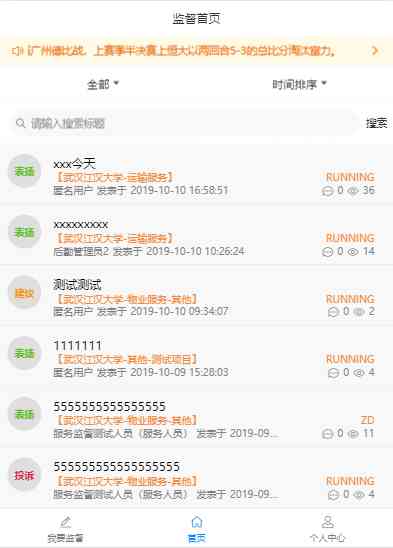 监督首页
广州德比战，上赛季半决赛上恒大以两回合5-3的总比分淘汰富力。
全部 时间排序
请输入搜索标题 搜索
表扬 xxx今天
【武汉江汉大学-运输服务】 RUNNING
匿名用户 发表于 2019-10-10 16:58:51 0 36
表扬 xxxxxxxxx
【武汉江汉大学-运输服务】 RUNNING
后勤管理员2 发表于 2019-10-10 10:26:24 0 14
建议 测试测试
【武汉江汉大学-物业服务-其他】 RUNNING
匿名用户 发表于 2019-10-10 09:34:07 0 2
表扬 1111111
【武汉江汉大学-其他-测试项目】 RUNNING
匿名用户 发表于 2019-10-09 15:28:03 0 4
表扬 5555555555555555
【武汉江汉大学-物业服务-其他】 ZD
服务监督测试人员（服务人员） 发表于 2019-09... 0 11
投诉 555555555555555555
【武汉江汉大学-物业服务-其他】 RUNNING
服务监督测试人员（服务人员） 发表于 2019-09... 0 4
我要监督 首页 个人中心